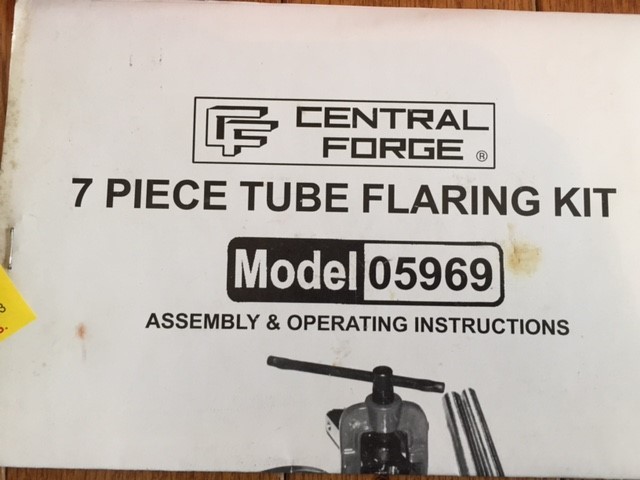 CENTRAL
FORGE ®
7 PIECE TUBE FLARING KIT
Model 05969
ASSEMBLY & OPERATING INSTRUCTIONS